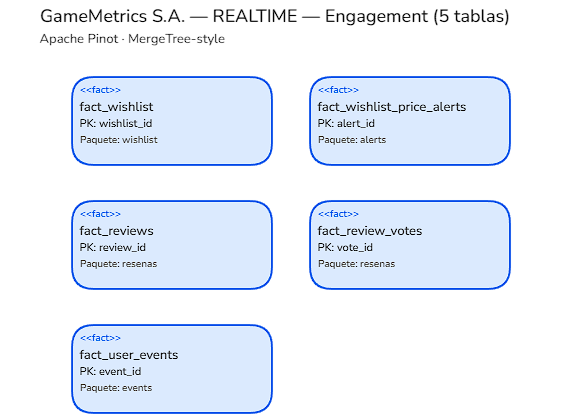 GameMetrics S.A. — REALTIME — Engagement (5 tablas)
Apache Pinot · MergeTree-style
<<fact>>
fact_wishlist
PK: wishlist_id
Paquete: wishlist
<<fact>>
fact_wishlist_price_alerts
PK: alert_id
Paquete: alerts
<<fact>>
fact_reviews
PK: review_id
Paquete: resenas
<<fact>>
fact_review_votes
PK: vote_id
Paquete: resenas
<<fact>>
fact_user_events
PK: event_id
Paquete: events